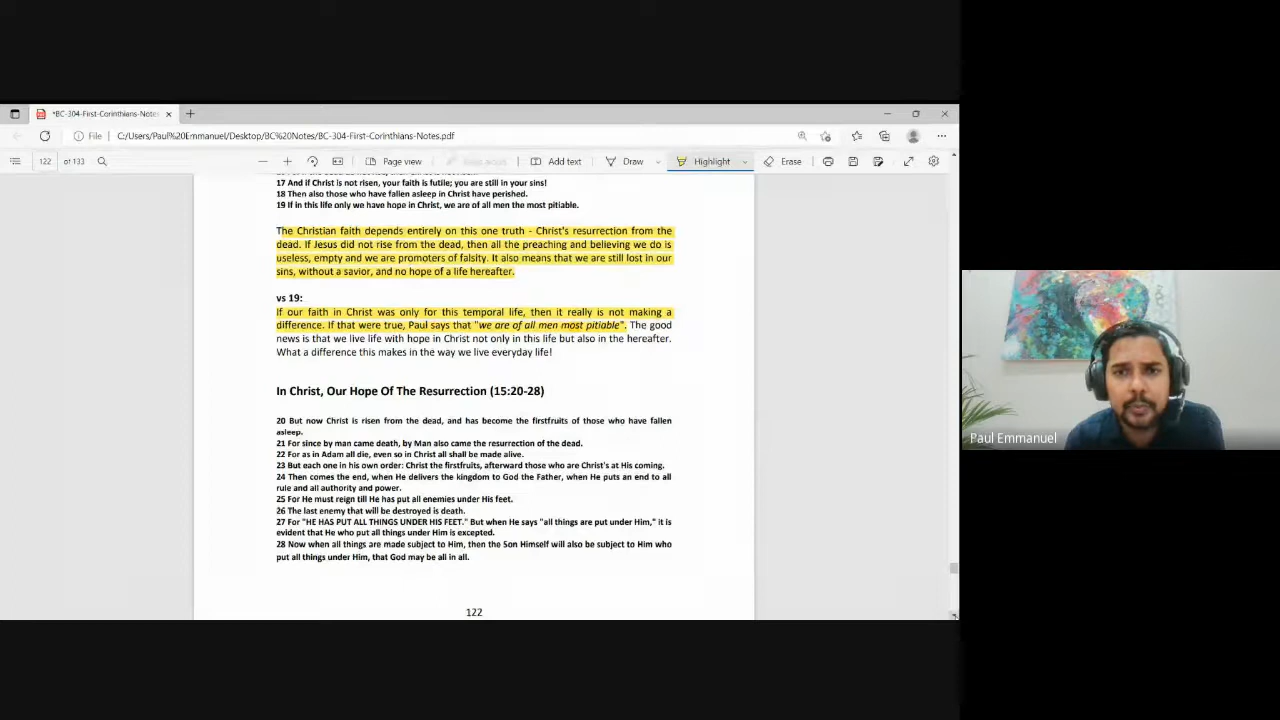 *BC-304-First-Corinthians-Notes
File
C:/Users/Paul%20Emmanuel/Desktop/BC%20Notes/BC-304-First-Corinthians-Notes.pdf
122 of 133
Page view
Add text
Draw
Highlight
Erase
17 And if Christ is not risen, your faith is futile; you are still in your sins!
18 Then also those who have fallen asleep in Christ have perished.
19 If in this life only we have hope in Christ, we are of all men the most pitiable.
The Christian faith depends entirely on this one truth - Christ's resurrection from the
dead. If Jesus did not rise from the dead, then all the preaching and believing we do is
useless, empty and we are promoters of falsity. It also means that we are still lost in our
sins, without a savior, and no hope of a life hereafter.
vs 19:
If our faith in Christ was only for this temporal life, then it really is not making a
difference. If that were true, Paul says that "we are of all men most pitiable". The good
news is that we live life with hope in Christ not only in this life but also in the hereafter.
What a difference this makes in the way we live everyday life!
In Christ, Our Hope Of The Resurrection (15:20-28)
20 But now Christ is risen from the dead, and has become the firstfruits of those who have fallen
asleep.
21 For since by man came death, by Man also came the resurrection of the dead.
22 For as in Adam all die, even so in Christ all shall be made alive.
23 But each one in his own order: Christ the firstfruits, afterward those who are Christ's at His coming.
24 Then comes the end, when He delivers the kingdom to God the Father, when He puts an end to all
rule and all authority and power.
25 For He must reign till He has put all enemies under His feet.
26 The last enemy that will be destroyed is death.
27 For "HE HAS PUT ALL THINGS UNDER HIS FEET." But when He says "all things are put under Him," it is
evident that He who put all things under Him is excepted.
28 Now when all things are made subject to Him, then the Son Himself will also be subject to Him who
put all things under Him, that God may be all in all.
122
Paul Emmanuel